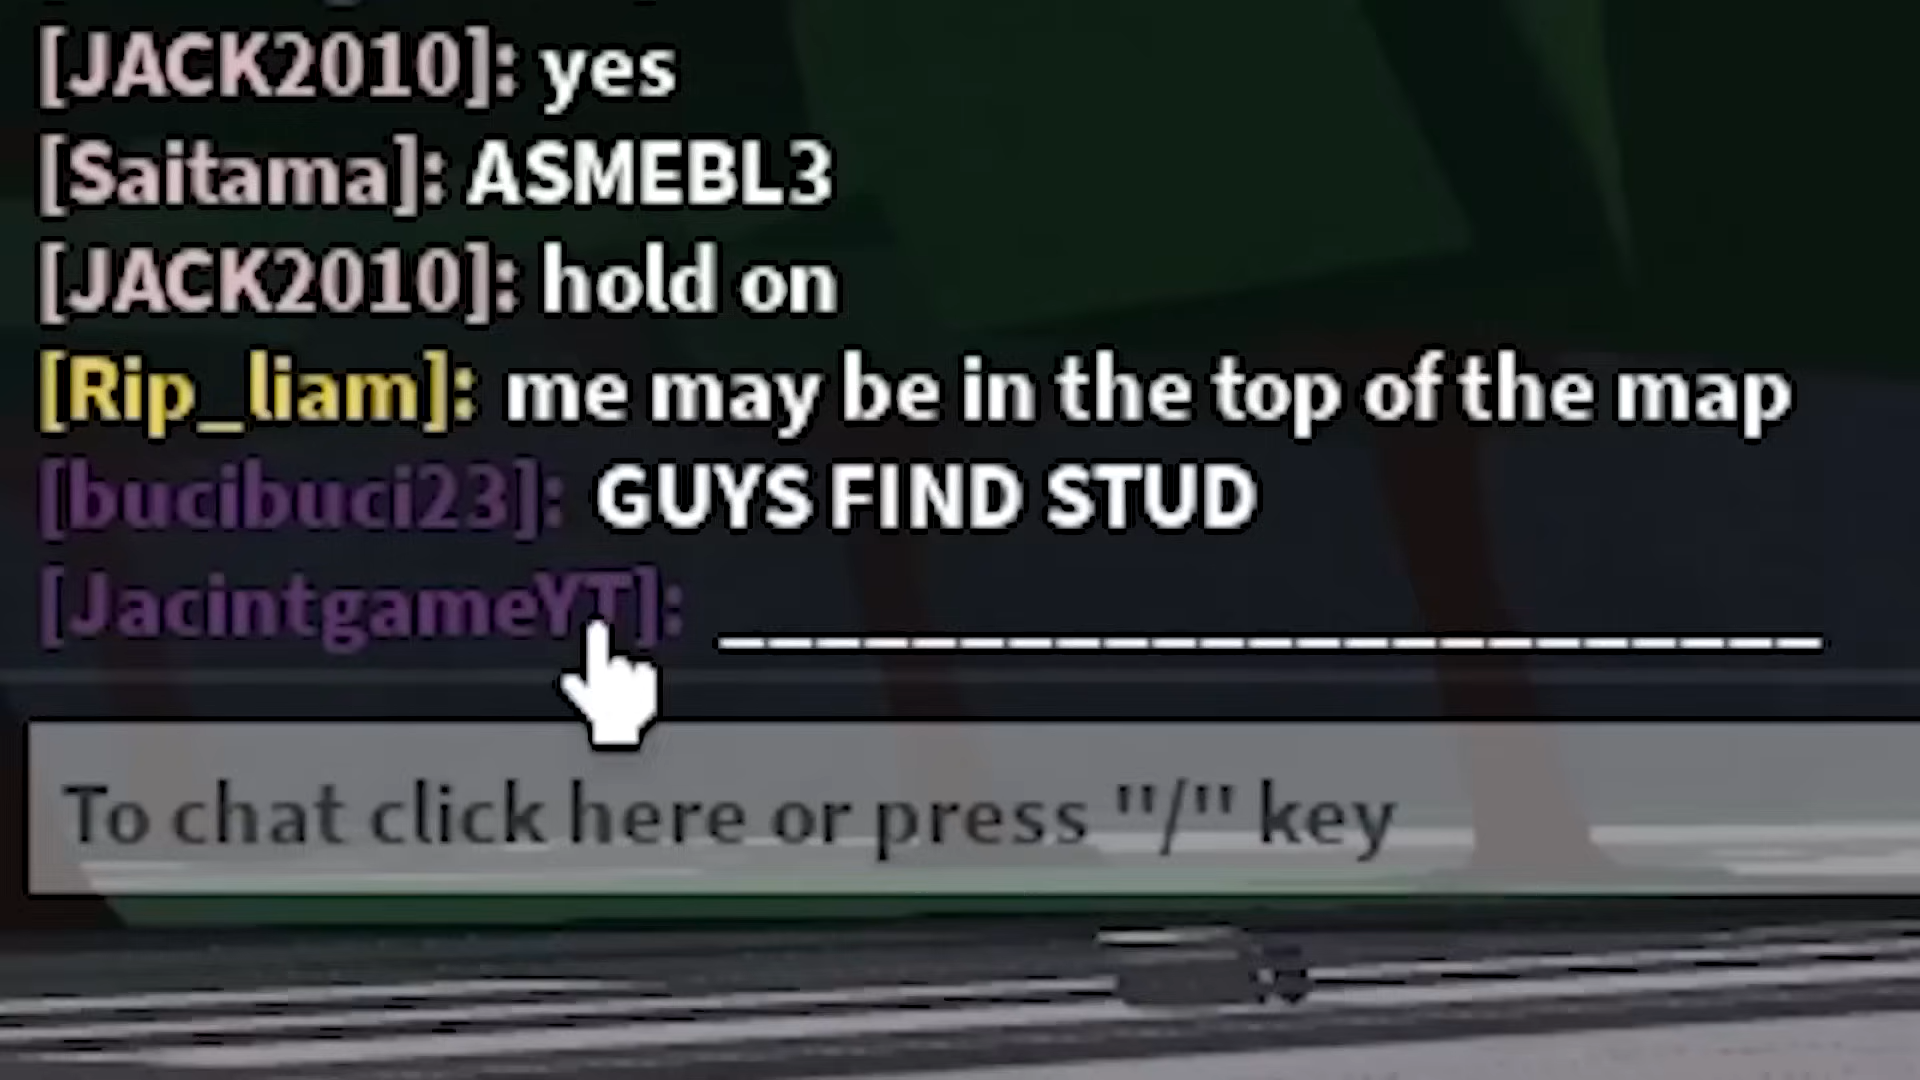 [JACK2010]: yes
[Saitama]: ASMEBL3
[JACK2010]: hold on
[Rip_liam]: me may be in the top of the map
[bucibuci23]: GUYS FIND STUD
[JacintgameYT]: _______________________
To chat click here or press "/" key